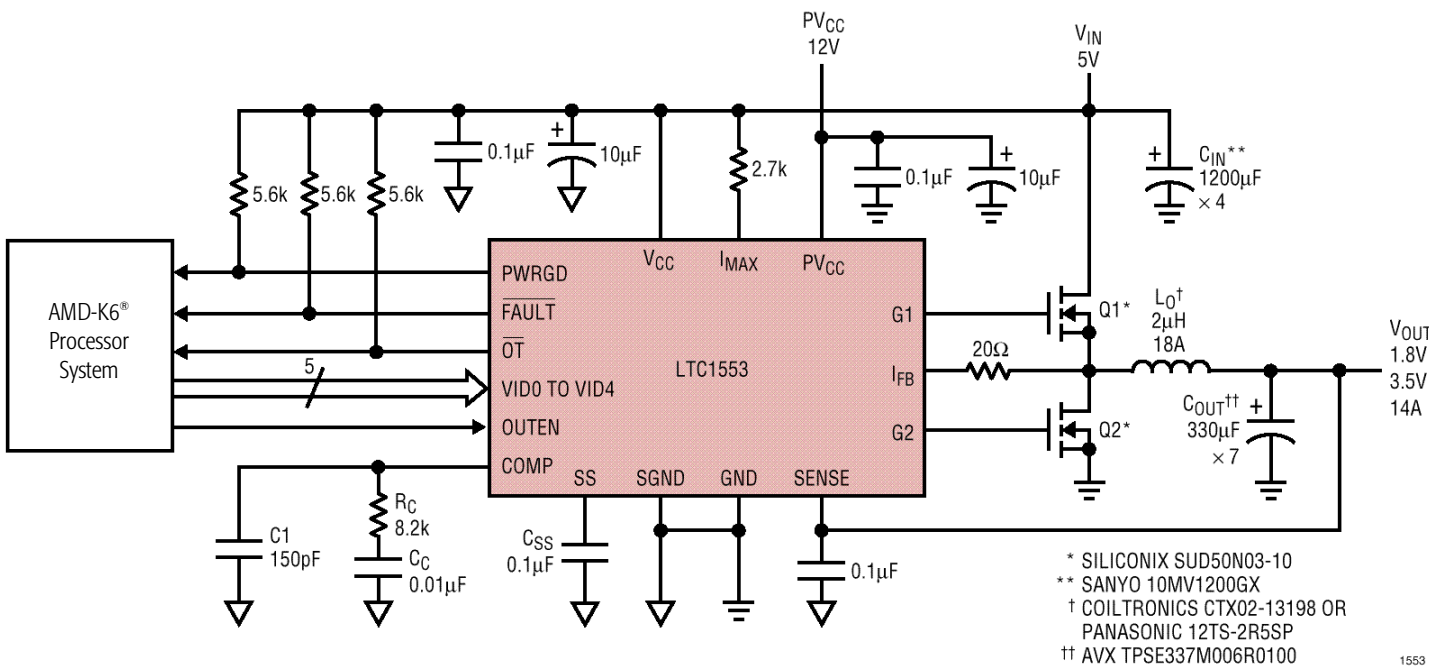 PVCC
12V
VIN
5V
0.1µF
+
10µF
2.7k
0.1µF
+
10µF
+
CIN**
1200µF
× 4
5.6k
5.6k
5.6k
AMD-K6®
Processor
System
PWRGD
FAULT
OT
5
VID0 TO VID4
OUTEN
COMP
VCC
IMAX
PVCC
LTC1553
G1
IFB
G2
SS
SGND
GND
SENSE
Q1*
20Ω
LO†
2µH
18A
Q2*
COUT††
330µF
× 7
+
VOUT
1.8V
3.5V
14A
C1
150pF
RC
8.2k
CC
0.01µF
CSS
0.1µF
0.1µF
* SILICONIX SUD50N03-10
** SANYO 10MV1200GX
† COILTRONICS CTX02-13198 OR
PANASONIC 12TS-2R5SP
†† AVX TPSE337M006R0100
1553